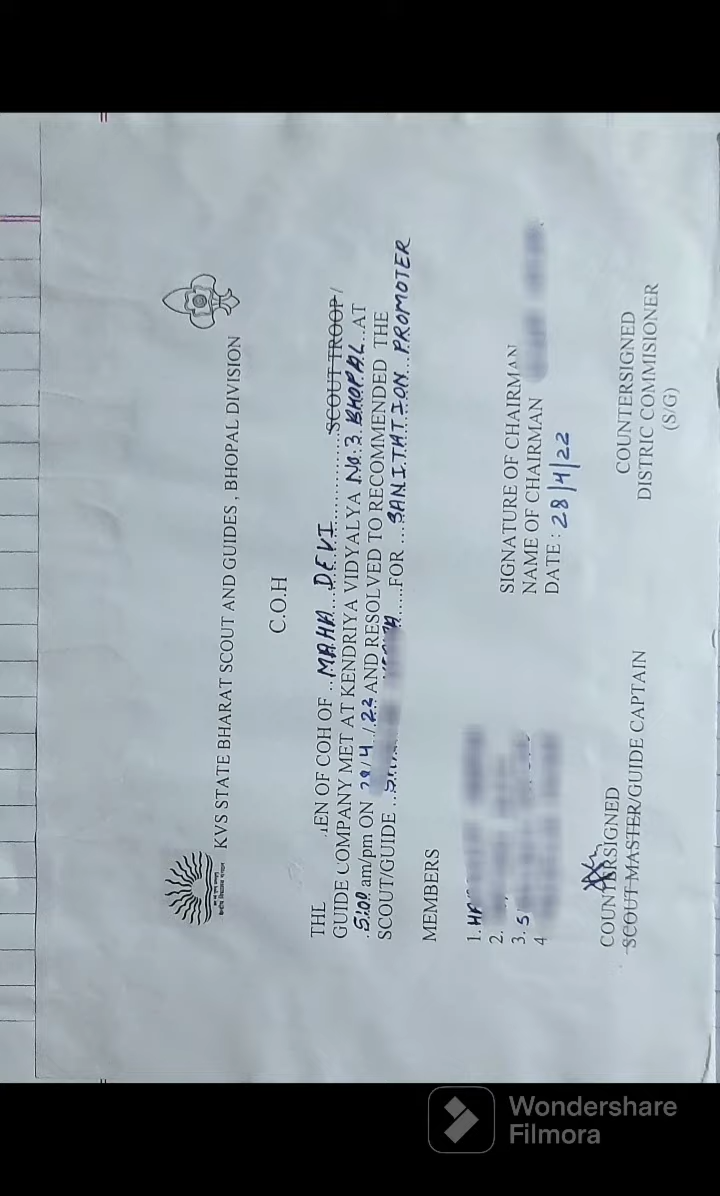 KVS STATE BHARAT SCOUT AND GUIDES , BHOPAL DIVISION
C.O.H
OF COH OF ..MAHA DEVI................SCOUT TROOP/
GUIDE COMPANY MET AT KENDRIYA VIDYALYA No.3 BHOPAL..AT
.5:00 am/pm ON 28/4/22 AND RESOLVED TO RECOMMENDED THE
SCOUT/GUIDE FOR ....SANITATION PROMOTER
MEMBERS
1.
2.
3.
4
SIGNATURE OF CHAIRMAN
NAME OF CHAIRMAN
DATE : 28/4/22
COUNTERSIGNED
SCOUT MASTER/GUIDE CAPTAIN
COUNTERSIGNED
DISTRIC COMMISIONER
(S/G)
Wondershare
Filmora